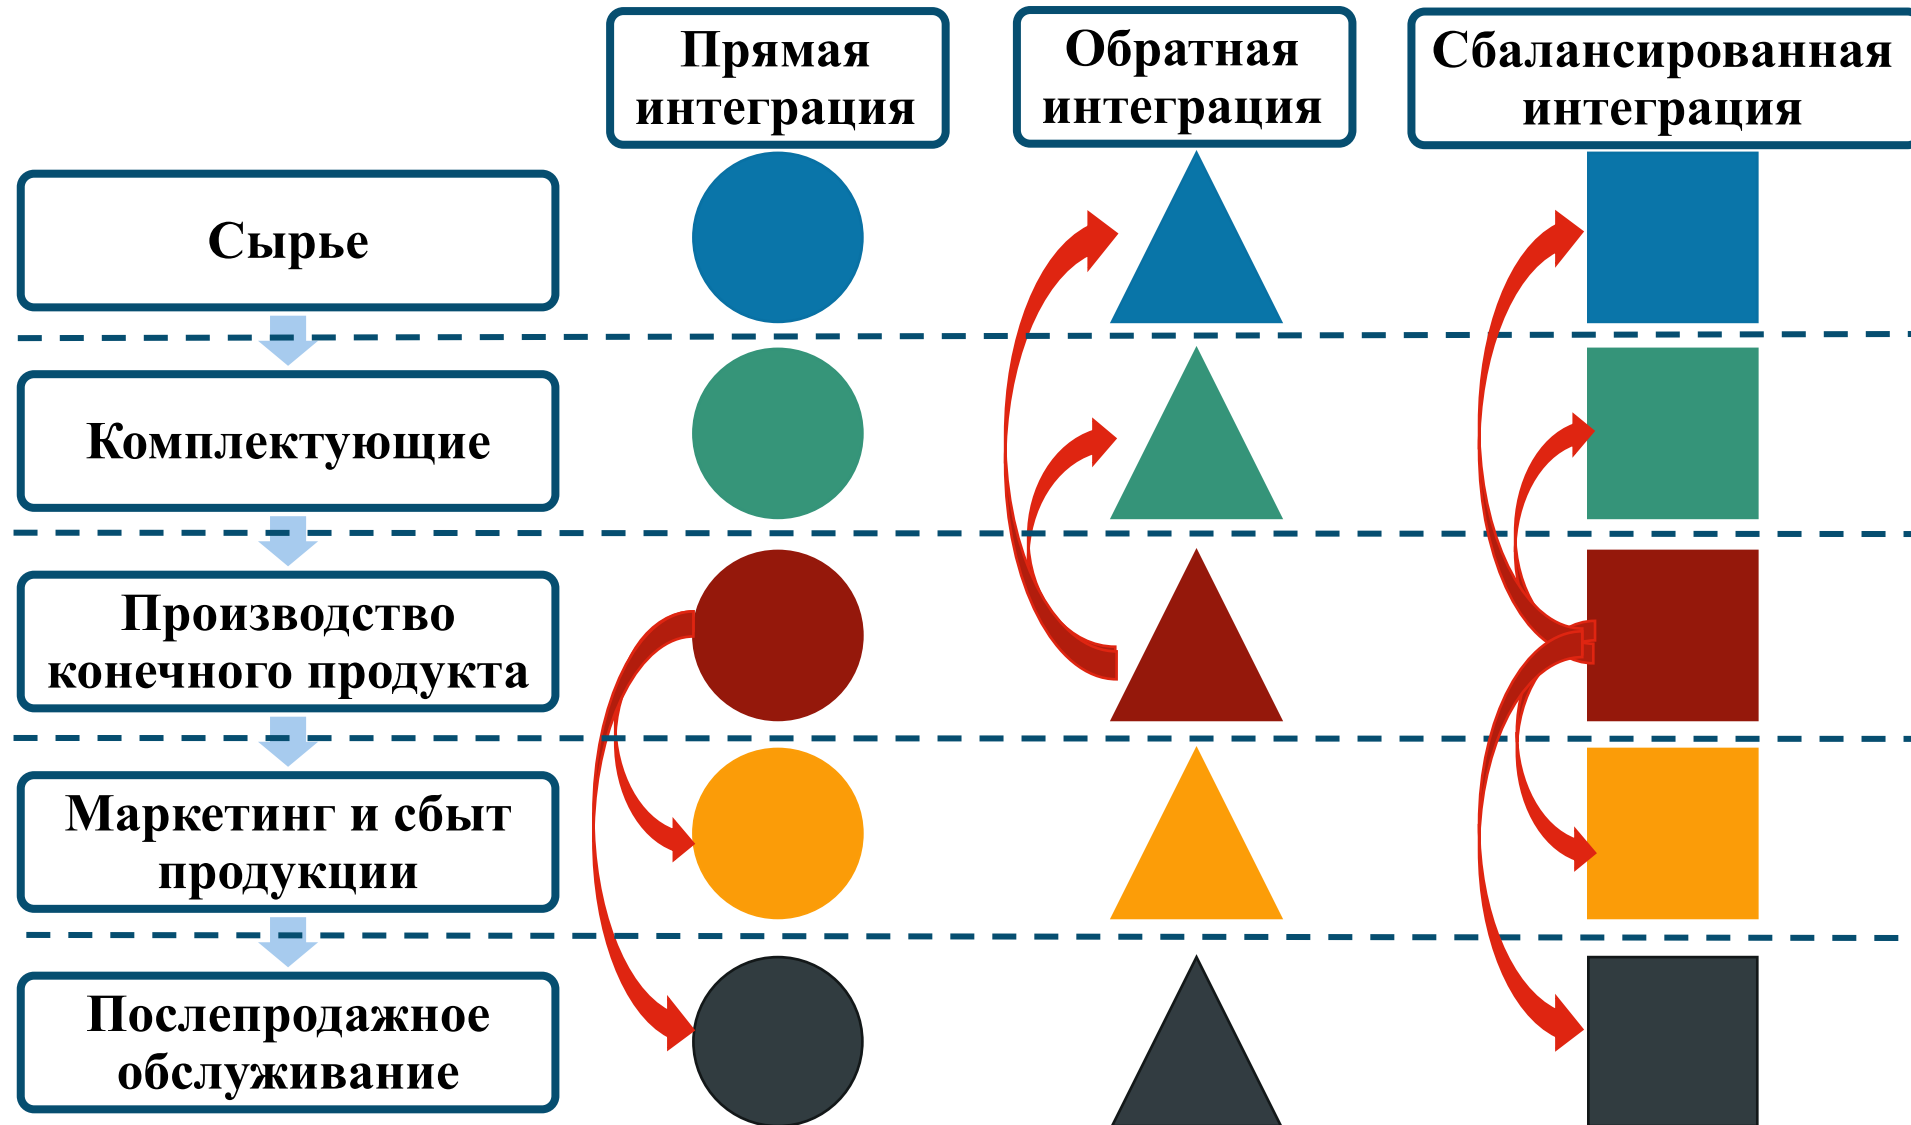 Прямая
интеграция
Обратная
интеграция
Сбалансированная
интеграция
Сырье
Комплектующие
Производство
конечного продукта
Маркетинг и сбыт
продукции
Послепродажное
обслуживание